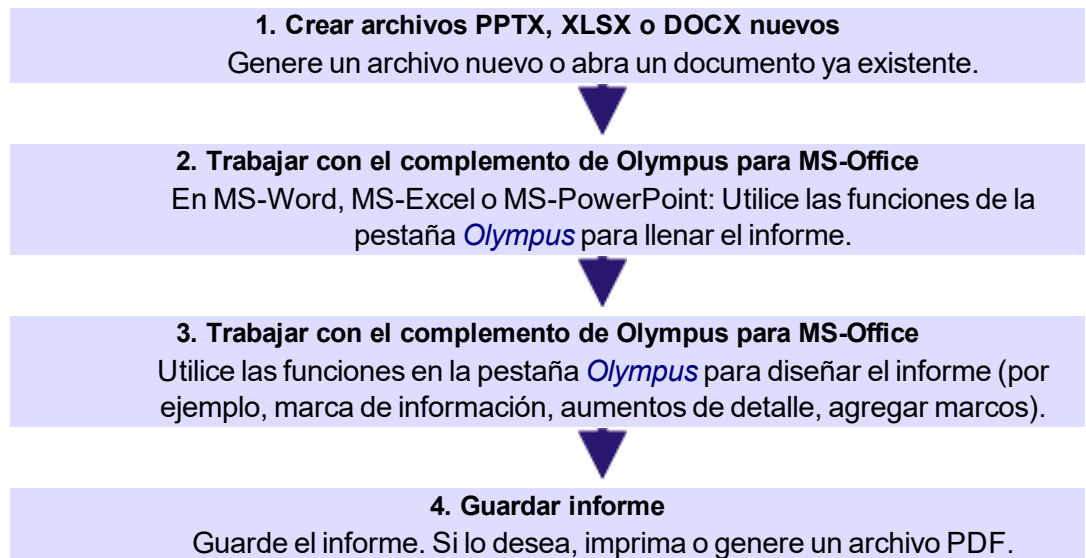 1. Crear archivos PPTX, XLSX o DOCX nuevos
Genere un archivo nuevo o abra un documento ya existente.
2. Trabajar con el complemento de Olympus para MS-Office
En MS-Word, MS-Excel o MS-PowerPoint: Utilice las funciones de la
pestaña Olympus para llenar el informe.
3. Trabajar con el complemento de Olympus para MS-Office
Utilice las funciones en la pestaña Olympus para diseñar el informe (por
ejemplo, marca de información, aumentos de detalle, agregar marcos).
4. Guardar informe
Guarde el informe. Si lo desea, imprima o genere un archivo PDF.